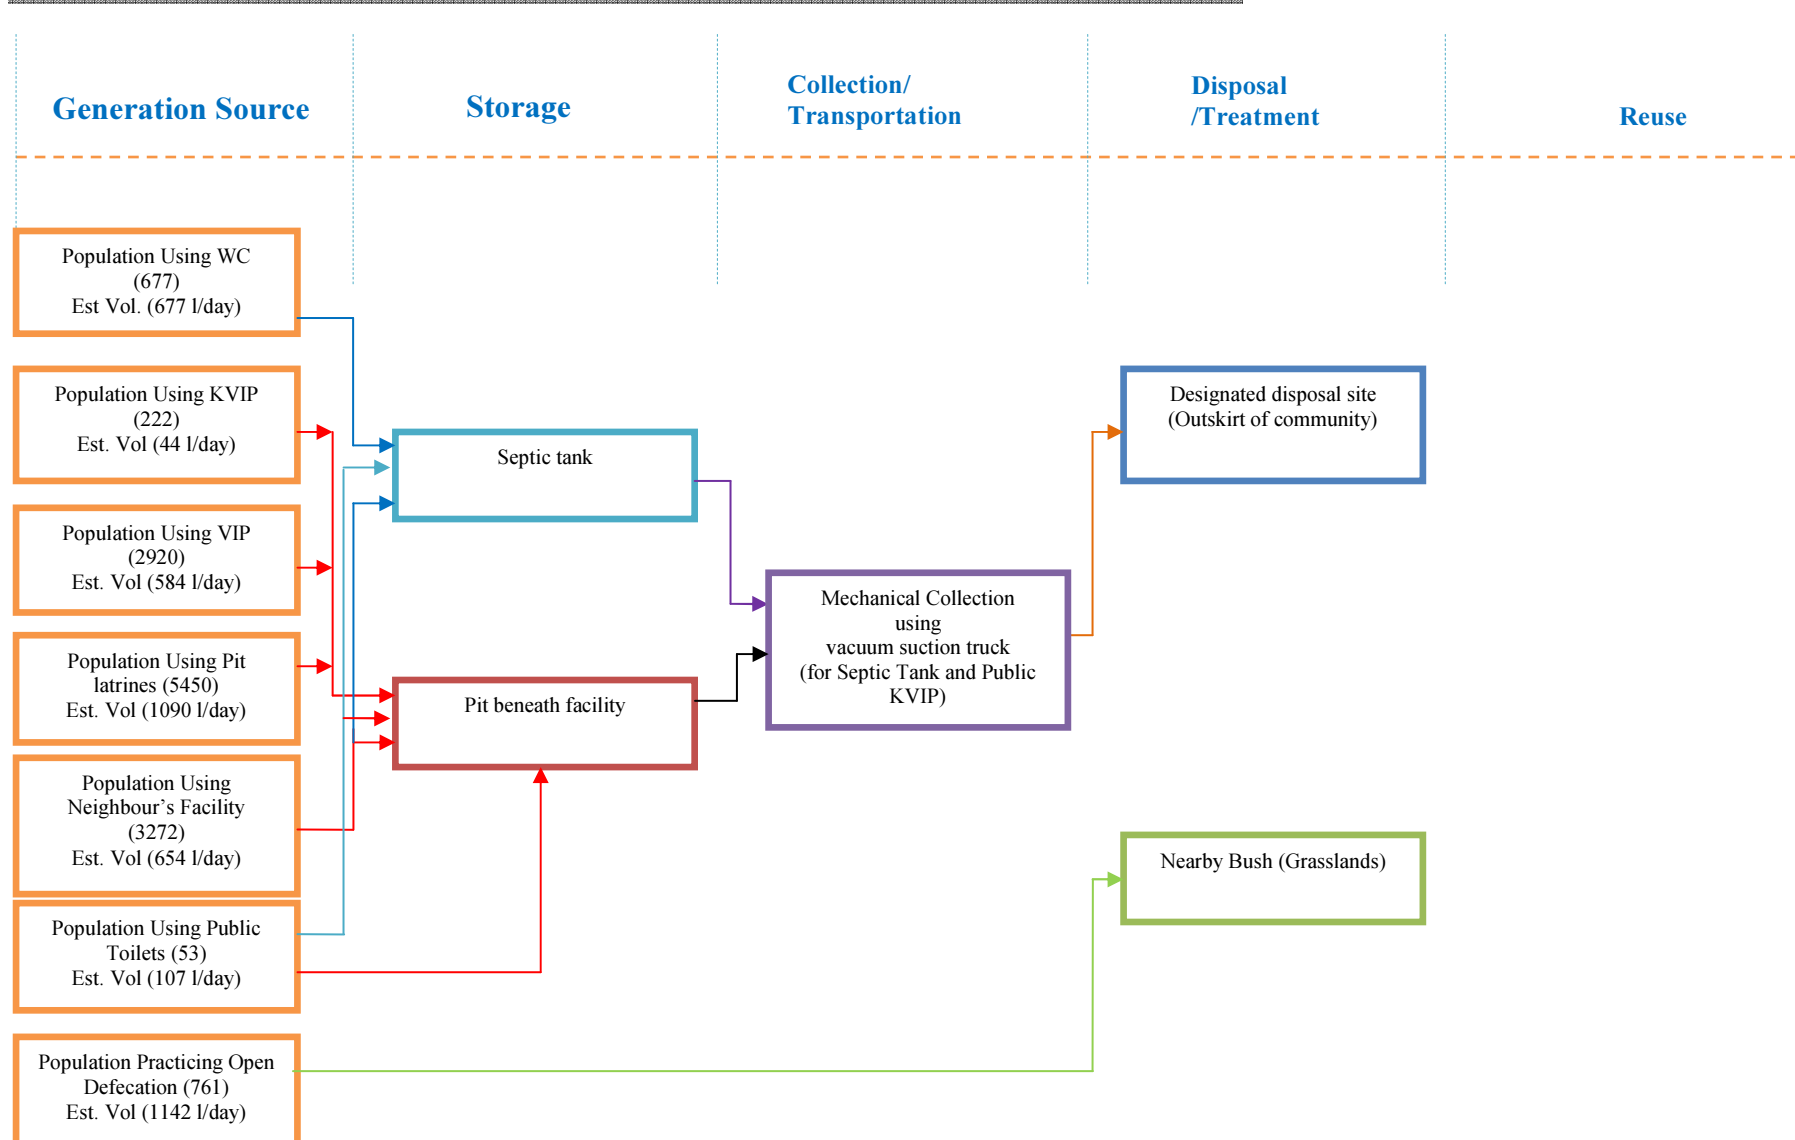 Generation Source
Storage
Collection/
Transportation
Disposal
/Treatment
Reuse
Population Using WC
(677)
Est Vol. (677 l/day)
Population Using KVIP
(222)
Est. Vol (44 l/day)
Population Using VIP
(2920)
Est. Vol (584 l/day)
Population Using Pit
latrines (5450)
Est. Vol (1090 l/day)
Population Using
Neighbour’s Facility
(3272)
Est. Vol (654 l/day)
Population Using Public
Toilets (53)
Est. Vol (107 l/day)
Population Practicing Open
Defecation (761)
Est. Vol (1142 l/day)
Septic tank
Pit beneath facility
Mechanical Collection
using
vacuum suction truck
(for Septic Tank and Public
KVIP)
Designated disposal site
(Outskirt of community)
Nearby Bush (Grasslands)